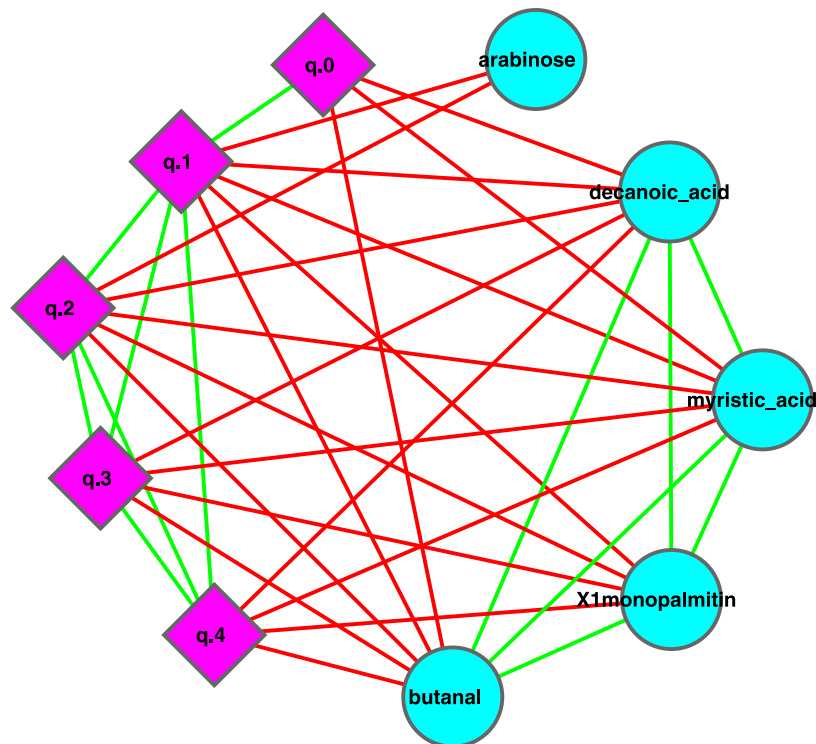 q.0
arabinose
q.1
decanoic_acid
q.2
myristic_acid
q.3
X1monopalmitin
q.4
butanal